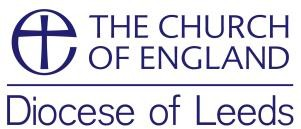 THE CHURCH
OF ENGLAND
Diocese of Leeds